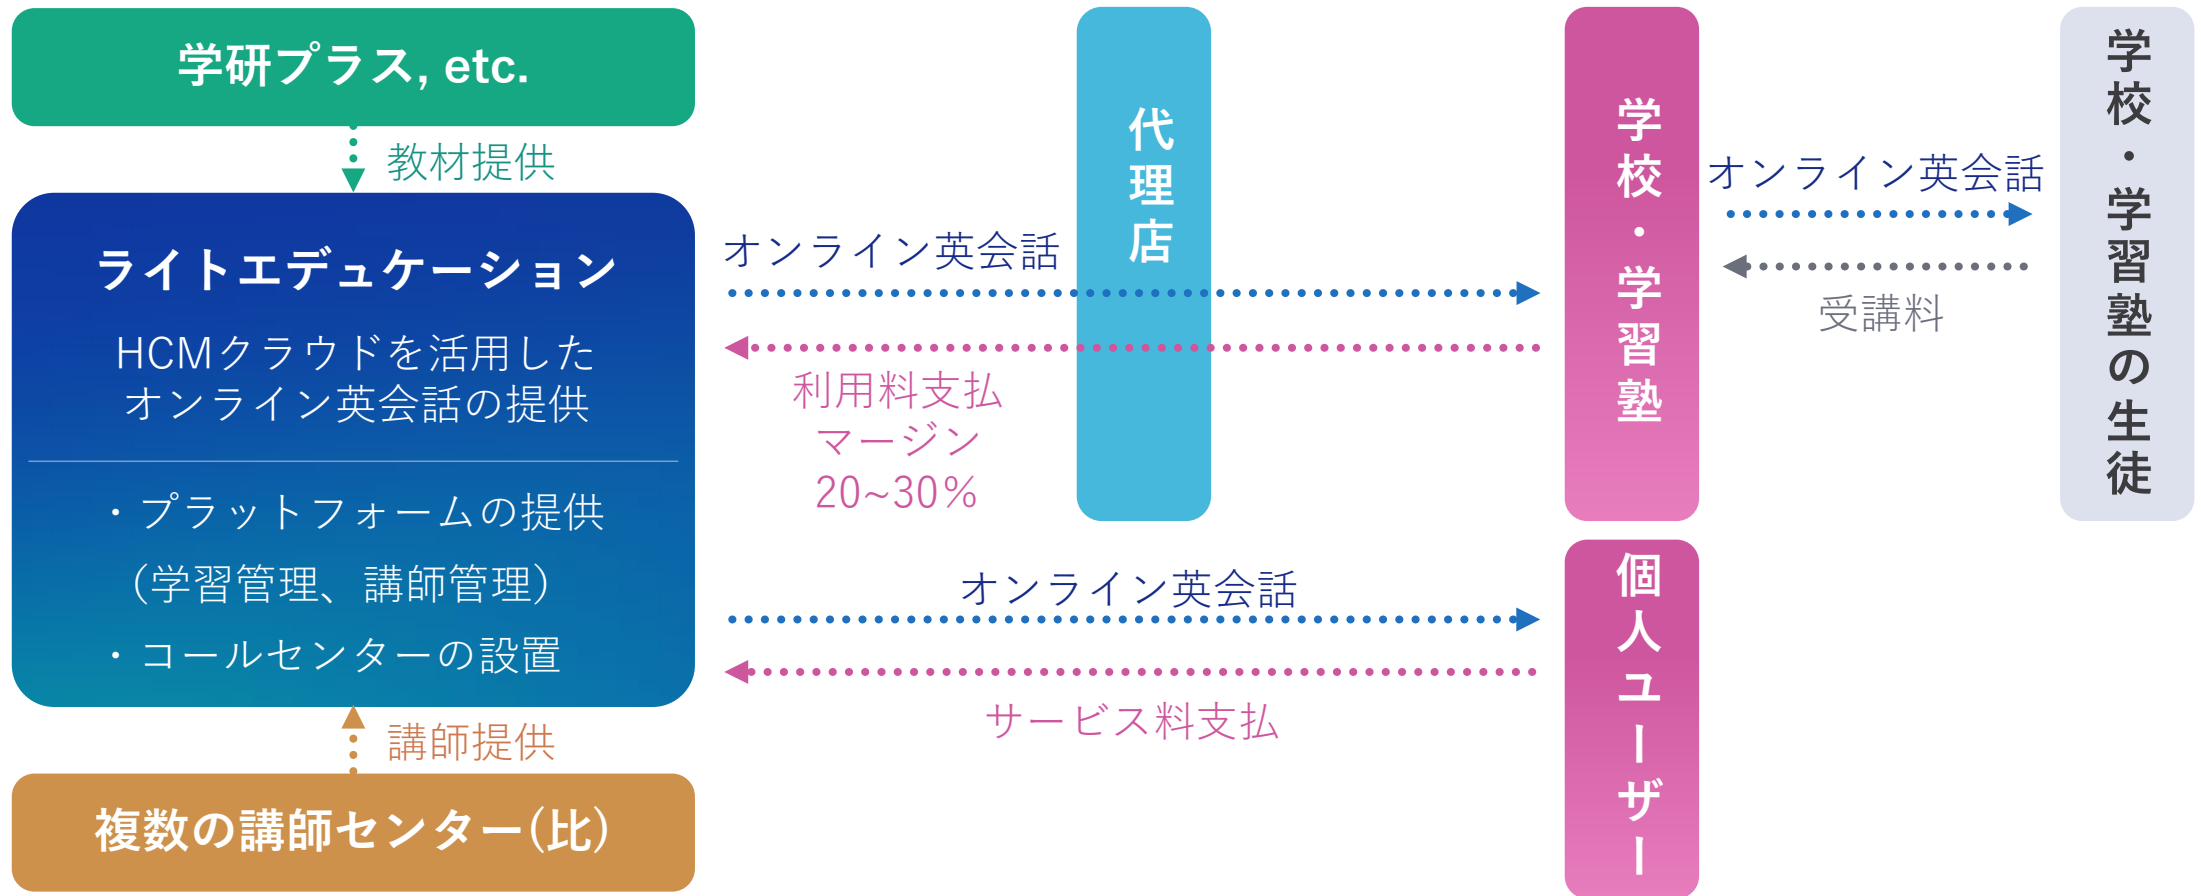 学研プラス, etc.
教材提供
ライトエデュケーション
HCMクラウドを活用した
オンライン英会話の提供
・プラットフォームの提供
（学習管理、講師管理）
・コールセンターの設置
講師提供
複数の講師センター(比)
オンライン英会話
利用料支払
マージン
20~30％
代理店
オンライン英会話
サービス料支払
学校・学習塾
個人ユーザー
オンライン英会話
受講料
学校・学習塾の生徒